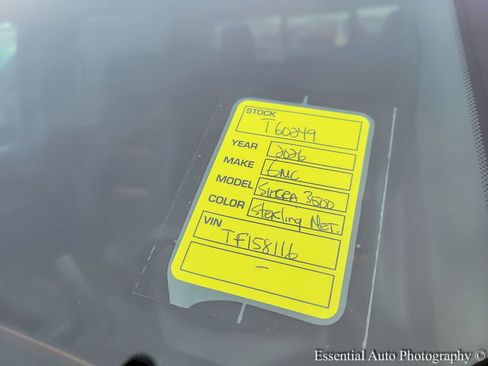 STOCK
T60249
YEAR 2026
MAKE GMC
MODEL SIERRA 3500
COLOR Sterling Met.
VIN
TF158116
-
Essential Auto Photography (c)